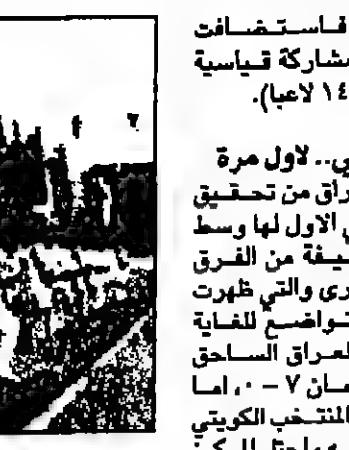 فاستضافت
مشاركة قياسية
١٤ لاعبا).
ي.. لاول مرة
راق من تحقيق
ي الاول لها وسط
يفة من الفرق
رى والتي ظهرت
تواضع للغاية
لعراق الساحق
مان ٧ - ٠، اما
المنتخب الكويتي